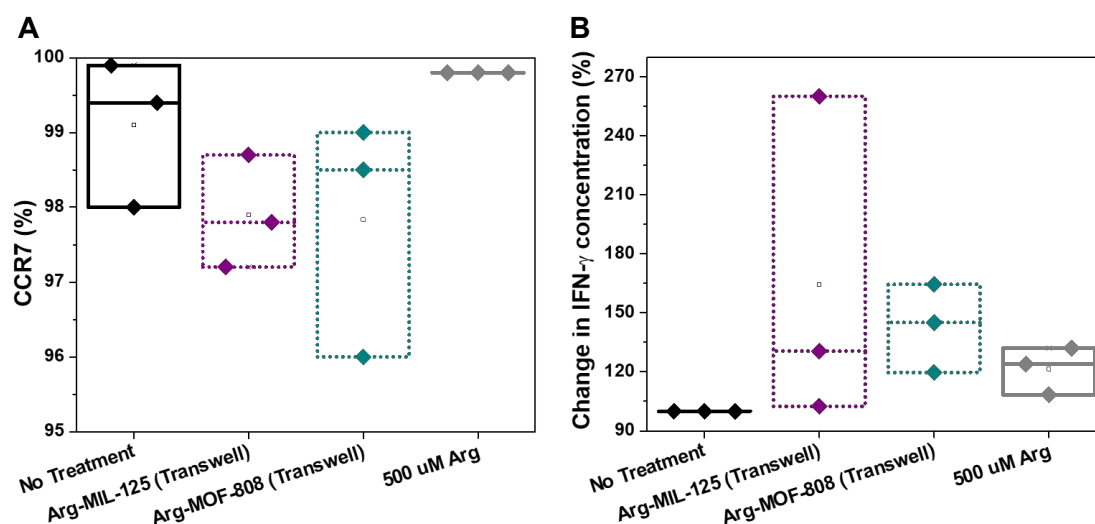 A
CCR7 (%)
100
99
98
97
96
95
No Treatment
Arg-MIL-125 (Transwell)
Arg-MOF-808 (Transwell)
500 uM Arg
B
Change in IFN-γ concentration (%)
270
240
210
180
150
120
90
No Treatment
Arg-MIL-125 (Transwell)
Arg-MOF-808 (Transwell)
500 uM Arg